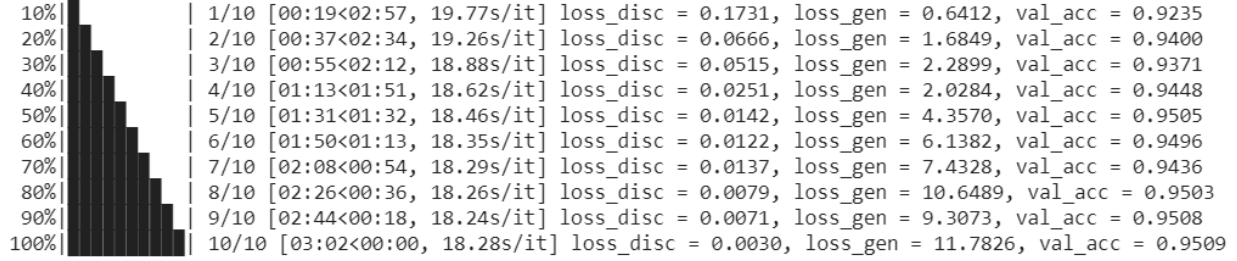 10%|█         | 1/10 [00:19<02:57, 19.77s/it] loss_disc = 0.1731, loss_gen = 0.6412, val_acc = 0.9235
20%|██        | 2/10 [00:37<02:34, 19.26s/it] loss_disc = 0.0666, loss_gen = 1.6849, val_acc = 0.9400
30%|███       | 3/10 [00:55<02:12, 18.88s/it] loss_disc = 0.0515, loss_gen = 2.2899, val_acc = 0.9371
40%|████      | 4/10 [01:13<01:51, 18.62s/it] loss_disc = 0.0251, loss_gen = 2.0284, val_acc = 0.9448
50%|█████     | 5/10 [01:31<01:32, 18.46s/it] loss_disc = 0.0142, loss_gen = 4.3570, val_acc = 0.9505
60%|██████    | 6/10 [01:50<01:13, 18.35s/it] loss_disc = 0.0122, loss_gen = 6.1382, val_acc = 0.9496
70%|███████   | 7/10 [02:08<00:54, 18.29s/it] loss_disc = 0.0137, loss_gen = 7.4328, val_acc = 0.9436
80%|████████  | 8/10 [02:26<00:36, 18.26s/it] loss_disc = 0.0079, loss_gen = 10.6489, val_acc = 0.9503
90%|█████████ | 9/10 [02:44<00:18, 18.24s/it] loss_disc = 0.0071, loss_gen = 9.3073, val_acc = 0.9508
100%|██████████| 10/10 [03:02<00:00, 18.28s/it] loss_disc = 0.0030, loss_gen = 11.7826, val_acc = 0.9509